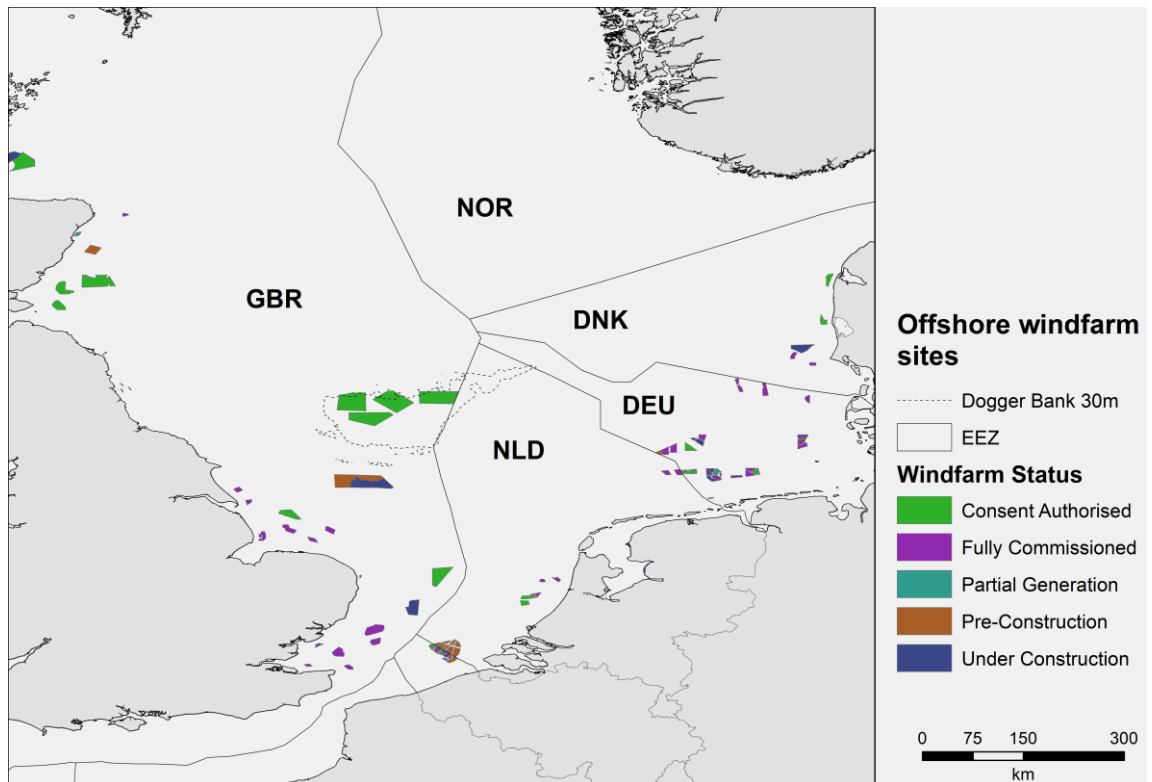 NOR
GBR
DNK
DEU
NLD
Offshore windfarm
sites
Dogger Bank 30m
EEZ
Windfarm Status
Consent Authorised
Fully Commissioned
Partial Generation
Pre-Construction
Under Construction
0 75 150 300
km